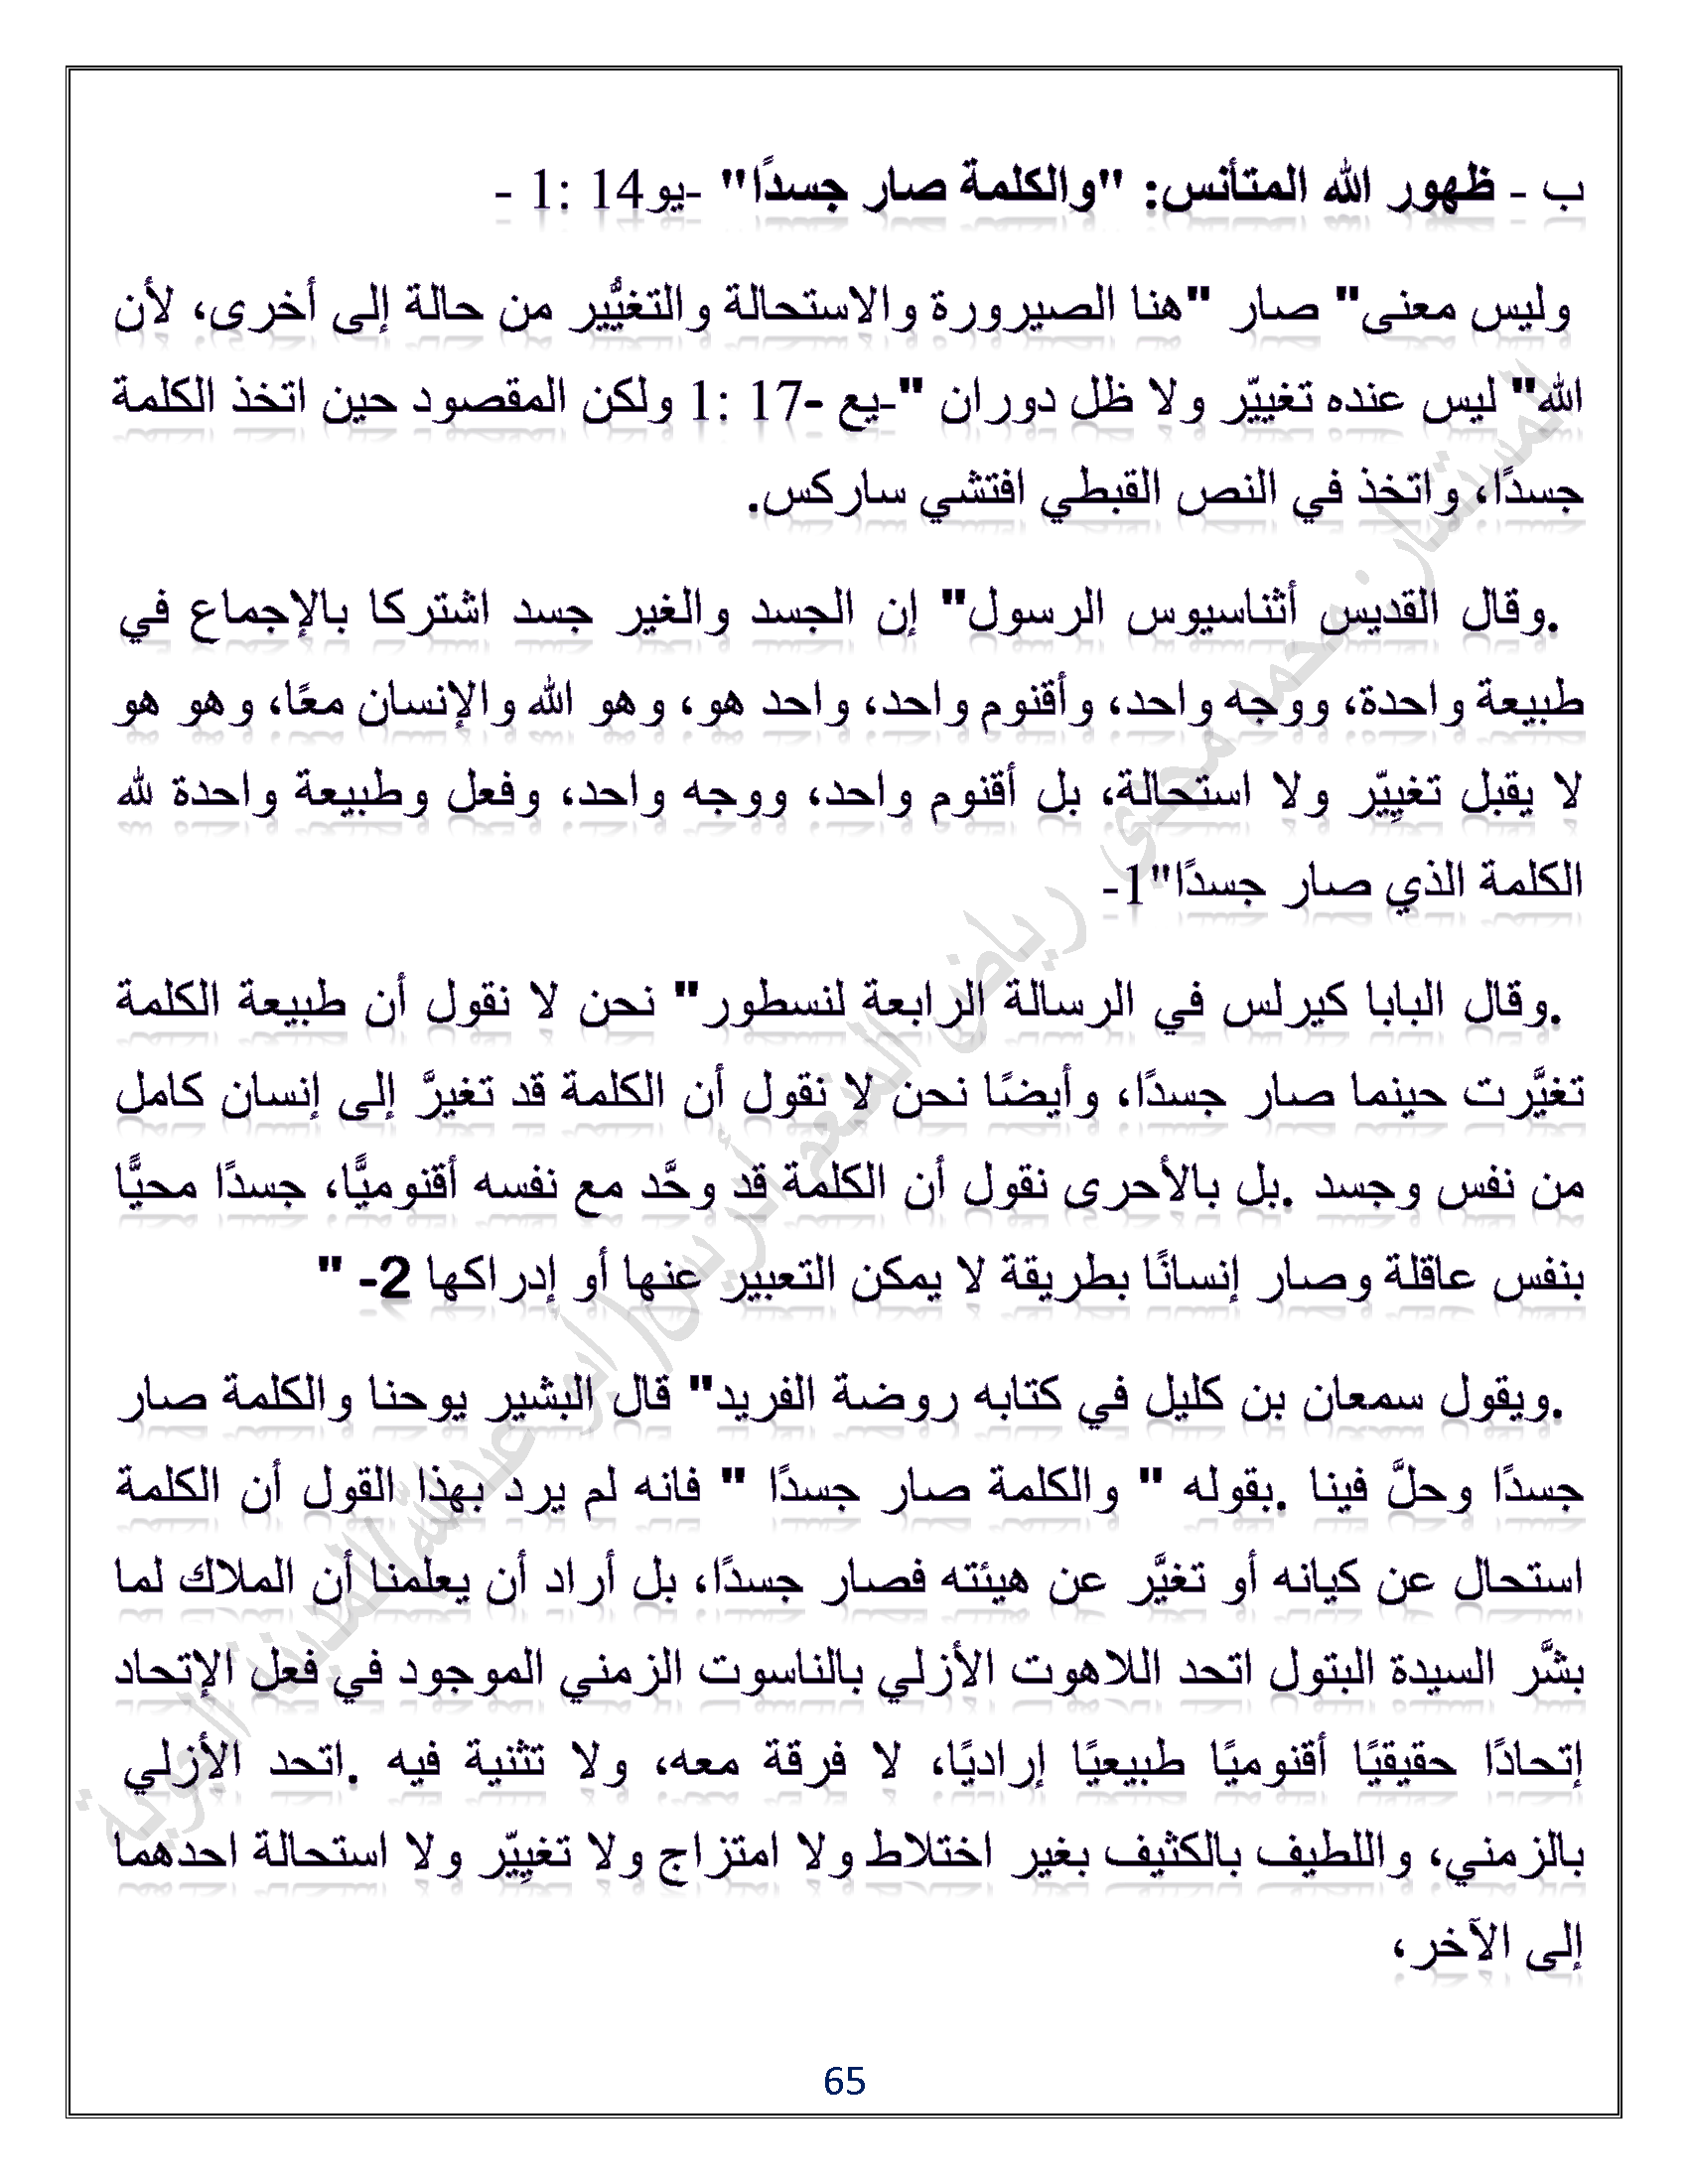 ب - ظهور الله المتأنس: "والكلمة صار جسدًا" -يو14 :1 -
وليس معنى" صار "هنا الصيرورة والاستحالة والتغيُّير من حالة إلى أخرى، لأن
الله" ليس عنده تغييّر ولا ظل دوران "-يع -17 :1 ولكن المقصود حين اتخذ الكلمة
جسدًا، واتخذ في النص القبطي افتشي ساركس.
.وقال القديس أثناسيوس الرسول" إن الجسد والغير جسد اشتركا بالإجماع في
طبيعة واحدة، ووجه واحد، وأقنوم واحد، واحد هو، وهو الله والإنسان معًا، وهو هو
لا يقبل تغيِيّر ولا استحالة، بل أقنوم واحد، ووجه واحد، وفعل وطبيعة واحدة لله
الكلمة الذي صار جسدًا"1-
.وقال البابا كيرلس في الرسالة الرابعة لنسطور" نحن لا نقول أن طبيعة الكلمة
تغيَّرت حينما صار جسدًا، وأيضًا نحن لا نقول أن الكلمة قد تغيرَّ إلى إنسان كامل
من نفس وجسد .بل بالأحرى نقول أن الكلمة قد وحَّد مع نفسه أقنوميًّا، جسدًا محيًّا
بنفس عاقلة وصار إنسانًا بطريقة لا يمكن التعبير عنها أو إدراكها 2- "
.ويقول سمعان بن كليل في كتابه روضة الفريد" قال البشير يوحنا والكلمة صار
جسدًا وحلَّ فينا .بقوله " والكلمة صار جسدًا " فانه لم يرد بهذا القول أن الكلمة
استحال عن كيانه أو تغيَّر عن هيئته فصار جسدًا، بل أراد أن يعلمنا أن الملاك لما
بشَّر السيدة البتول اتحد اللاهوت الأزلي بالناسوت الزمني الموجود في فعل الإتحاد
إتحادًا حقيقيًا أقنوميًا طبيعيًا إراديًا، لا فرقة معه، ولا تثنية فيه .اتحد الأزلي
بالزمني، واللطيف بالكثيف بغير اختلاط ولا امتزاج ولا تغيِيّر ولا استحالة احدهما
إلى الآخر،
65